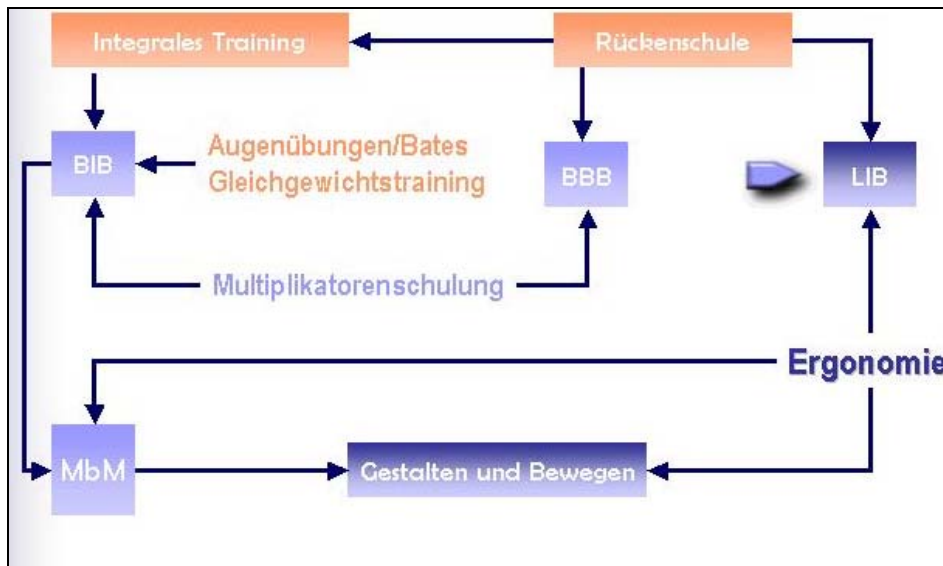 Integrales Training
Rückenschule
BIB
Augenübungen/Bates
Gleichgewichtstraining
BBB
LIB
Multiplikatorenschulung
Ergonomie
MbM
Gestalten und Bewegen